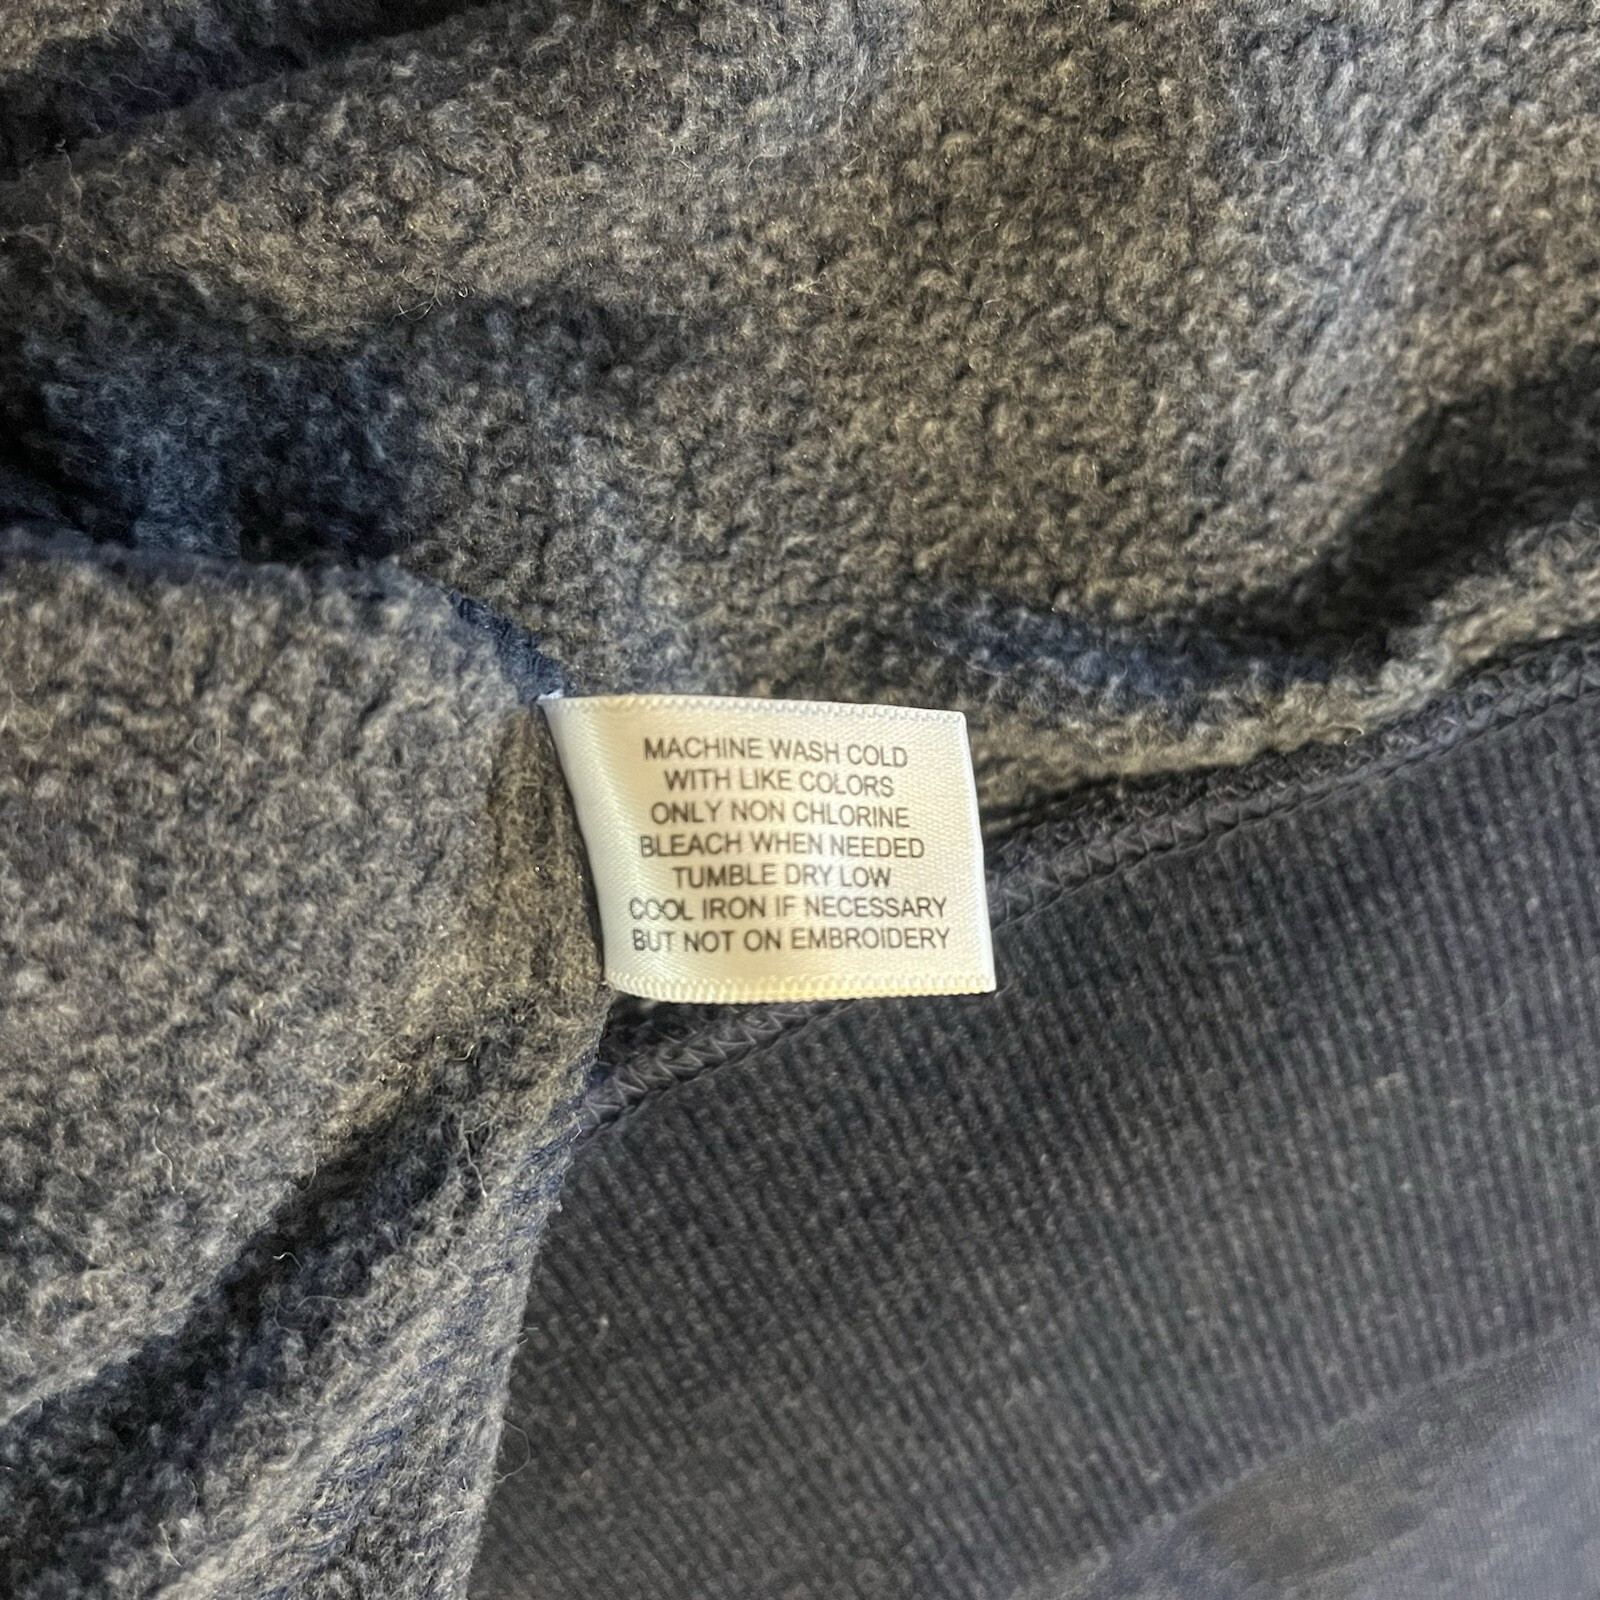 MACHINE WASH COLD
WITH LIKE COLORS
ONLY NON CHLORINE
BLEACH WHEN NEEDED
TUMBLE DRY LOW
COOL IRON IF NECESSARY
BUT NOT ON EMBROIDERY